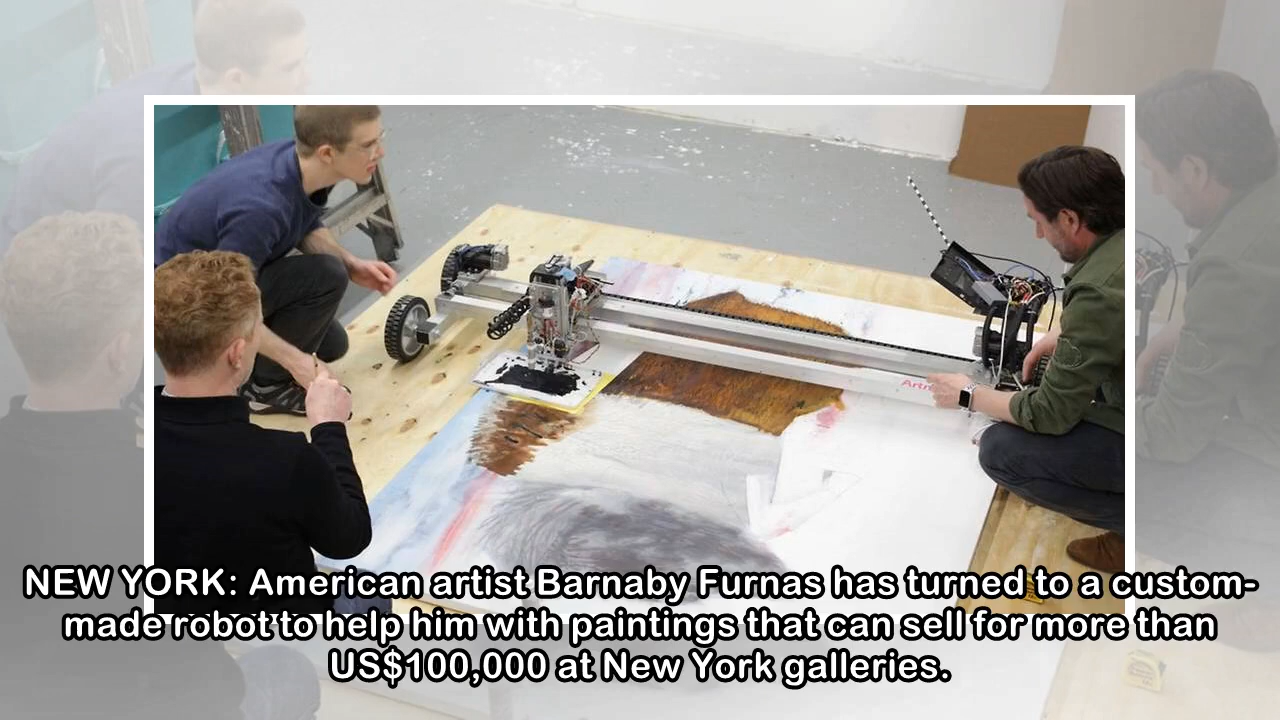 NEW YORK: American artist Barnaby Furnas has turned to a custom-
made robot to help him with paintings that can sell for more than
US$100,000 at New York galleries.